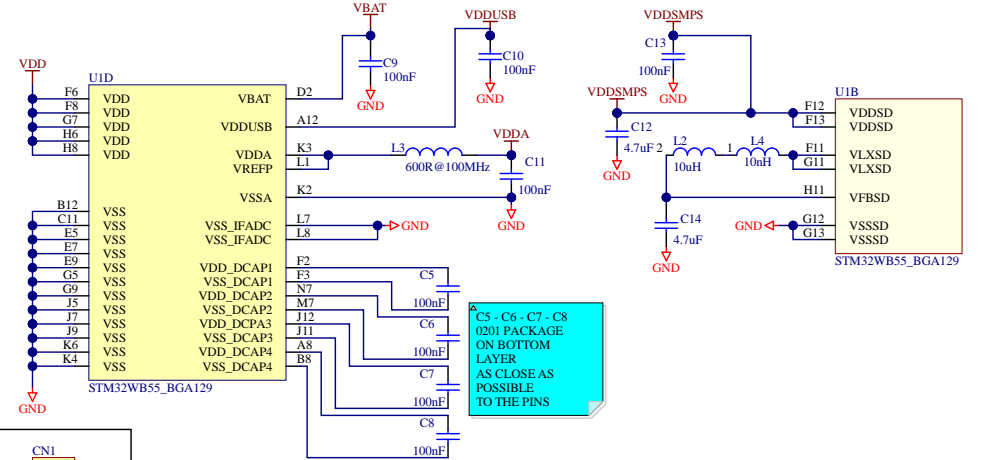 VBAT
C9
100nF
GND
VDDUSB
C10
100nF
GND
VDDSMPS
C13
100nF
GND
VDD
U1D
F6 VDD
F8 VDD
G7 VDD
H6 VDD
H8 VDD
B12 VSS
C11 VSS
E5 VSS
E7 VSS
E9 VSS
G5 VSS
G9 VSS
J5 VSS
J7 VSS
J9 VSS
K6 VSS
K4 VSS
GND
VBAT D2
VDDUSB A12
VDDA K3
VREFP L1
VSSA K2
VSS_IFADC L7
VSS_IFADC L8
VDD_DCAP1 F2
VSS_DCAP1 F3
VDD_DCAP2 N7
VSS_DCAP2 M7
VDD_DCPA3 J12
VSS_DCAP3 J11
VDD_DCAP4 A8
VSS_DCAP4 B8
STM32WB55_BGA129
L3
600R@100MHz
VDDA
C11
100nF
GND
GND
C5
100nF
C6
100nF
C7
100nF
C8
100nF
C5 - C6 - C7 - C8
0201 PACKAGE
ON BOTTOM
LAYER
AS CLOSE AS
POSSIBLE
TO THE PINS
VDDSMPS
C12
4.7uF
GND
2 L2 1
10uH
L4
10nH
C14
4.7uF
GND
GND
U1B
F12 VDDSD
F13 VDDSD
F11 VLXSD
G11 VLXSD
H11 VFBSD
G12 VSSSD
G13 VSSSD
STM32WB55_BGA129
CN1